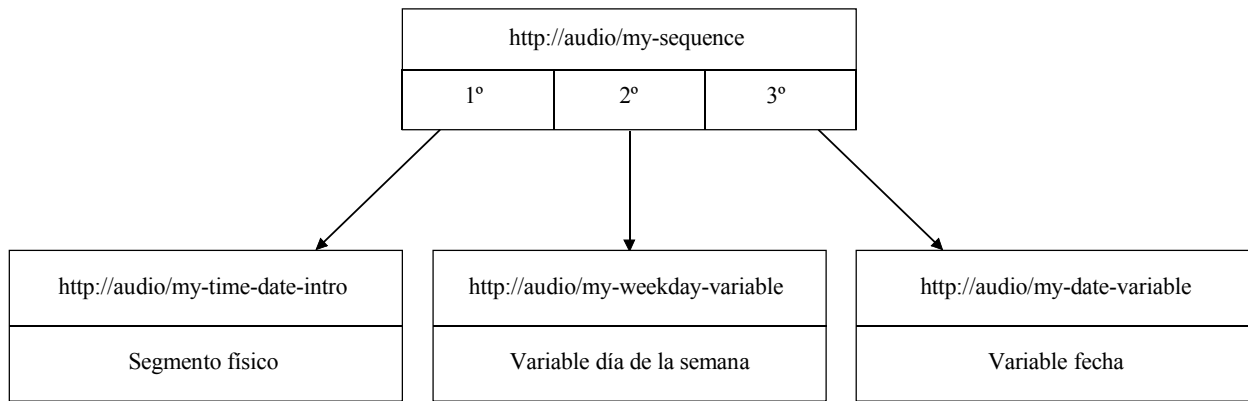 http://audio/my-sequence
1º 2º 3º
http://audio/my-time-date-intro http://audio/my-weekday-variable http://audio/my-date-variable
Segmento físico Variable día de la semana Variable fecha